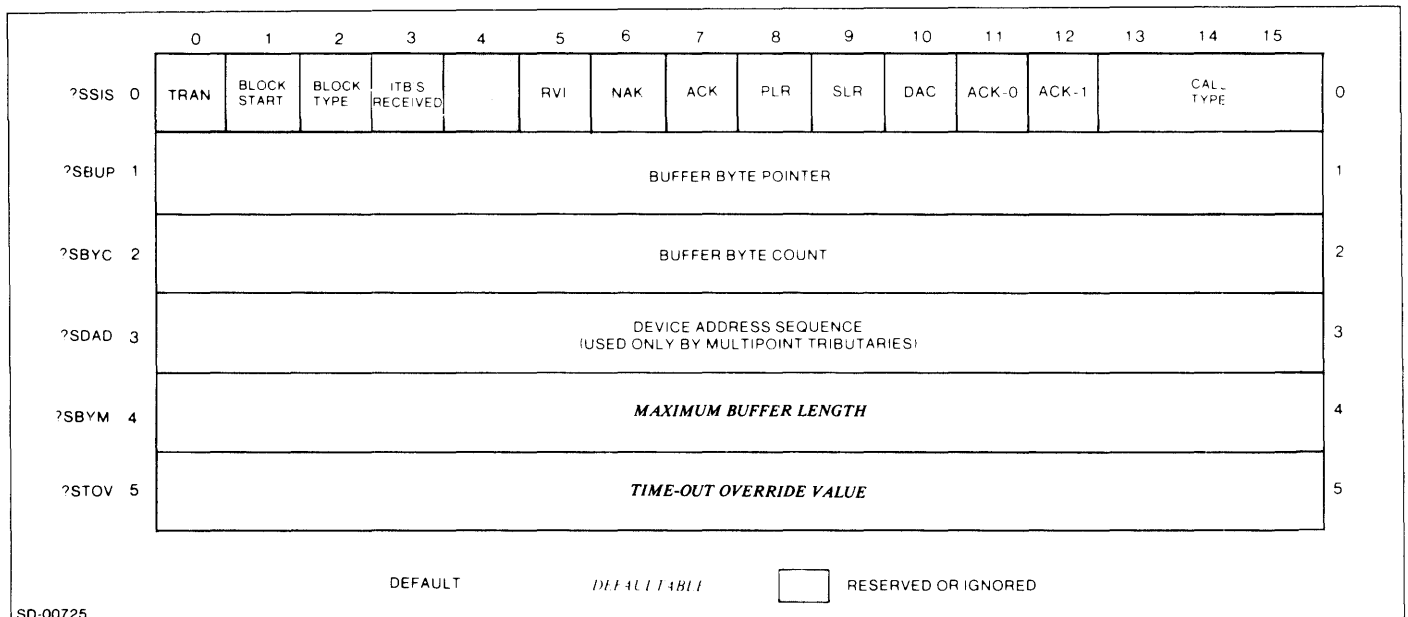 0 1 2 3 4 5 6 7 8 9 10 11 12 13 14 15
?SSIS 0 TRAN BLOCK START BLOCK TYPE ITB S RECEIVED RVI NAK ACK PLR SLR DAC ACK-0 ACK-1 CALL TYPE 0
?SBUP 1 BUFFER BYTE POINTER 1
?SBYC 2 BUFFER BYTE COUNT 2
?SDAD 3 DEVICE ADDRESS SEQUENCE 3
(USED ONLY BY MULTIPOINT TRIBUTARIES)
?SBYM 4 MAXIMUM BUFFER LENGTH 4
?STOV 5 TIME-OUT OVERRIDE VALUE 5
DEFAULT DEFAULTABLE RESERVED OR IGNORED
SD-00725